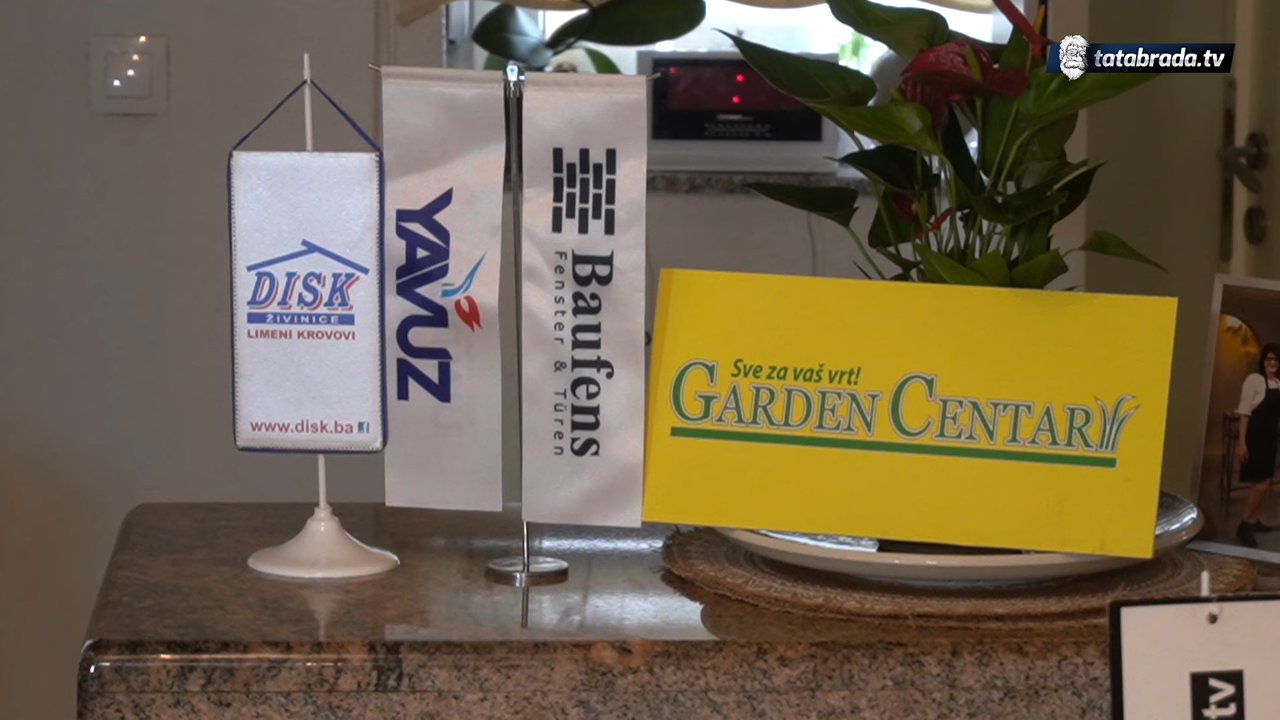 tatabrada.tv
DISK
ŽIVINICE
LIMENI KROVOVI
www.disk.ba
YAVUZ
Baufens
Fenster & Türen
Sve za vaš vrt!
GARDEN CENTAR
tv